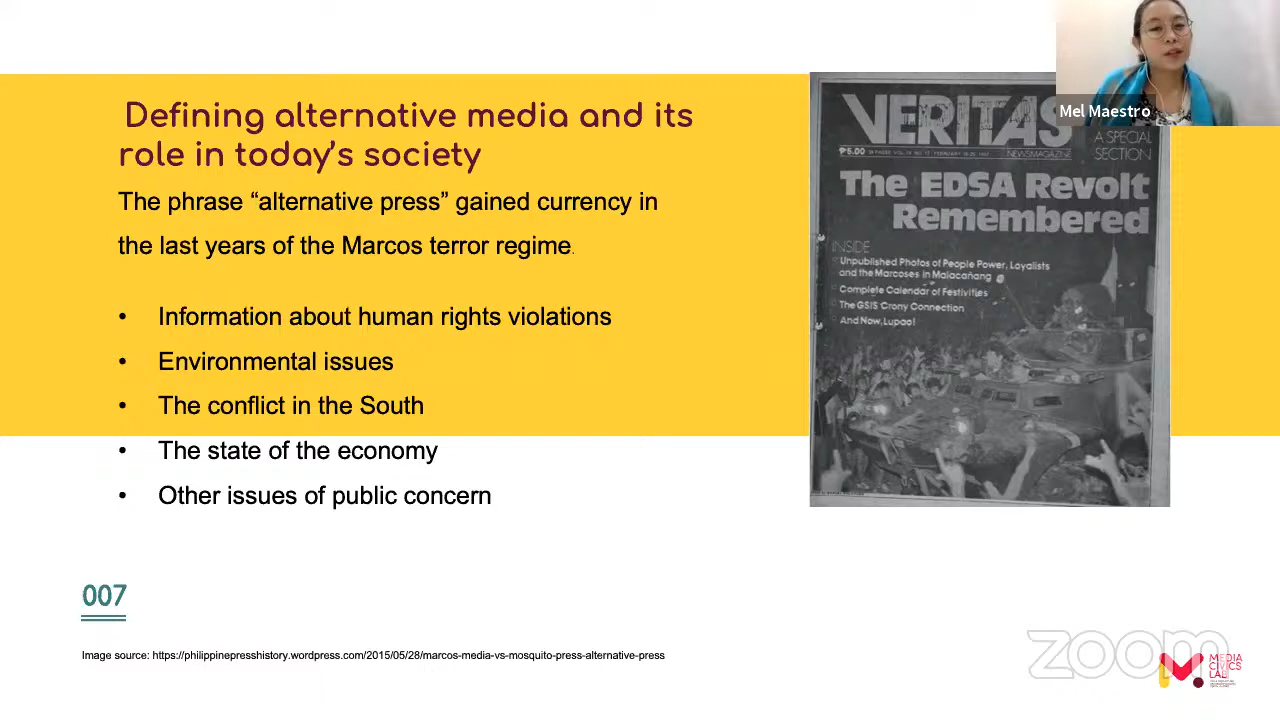 Defining alternative media and its
role in today's society
The phrase “alternative press” gained currency in
the last years of the Marcos terror regime.
• Information about human rights violations
• Environmental issues
• The conflict in the South
• The state of the economy
• Other issues of public concern
007
Image source: https://philippinepresshistory.wordpress.com/2015/05/28/marcos-media-vs-mosquito-press-alternative-press
Mel Maestro
VERITAS
A SPECIAL
SECTION
₱5.00
NEWSMAGAZINE
The EDSA Revolt
Remembered
INSIDE
Unpublished Photos of People Power, Loyalists
and the Marcoses in Malacañang
Complete Calendar of Festivities
The GSIS Crony Connection
And Now, Lupao!
zoom
MEDIA
CIVICS
LAB